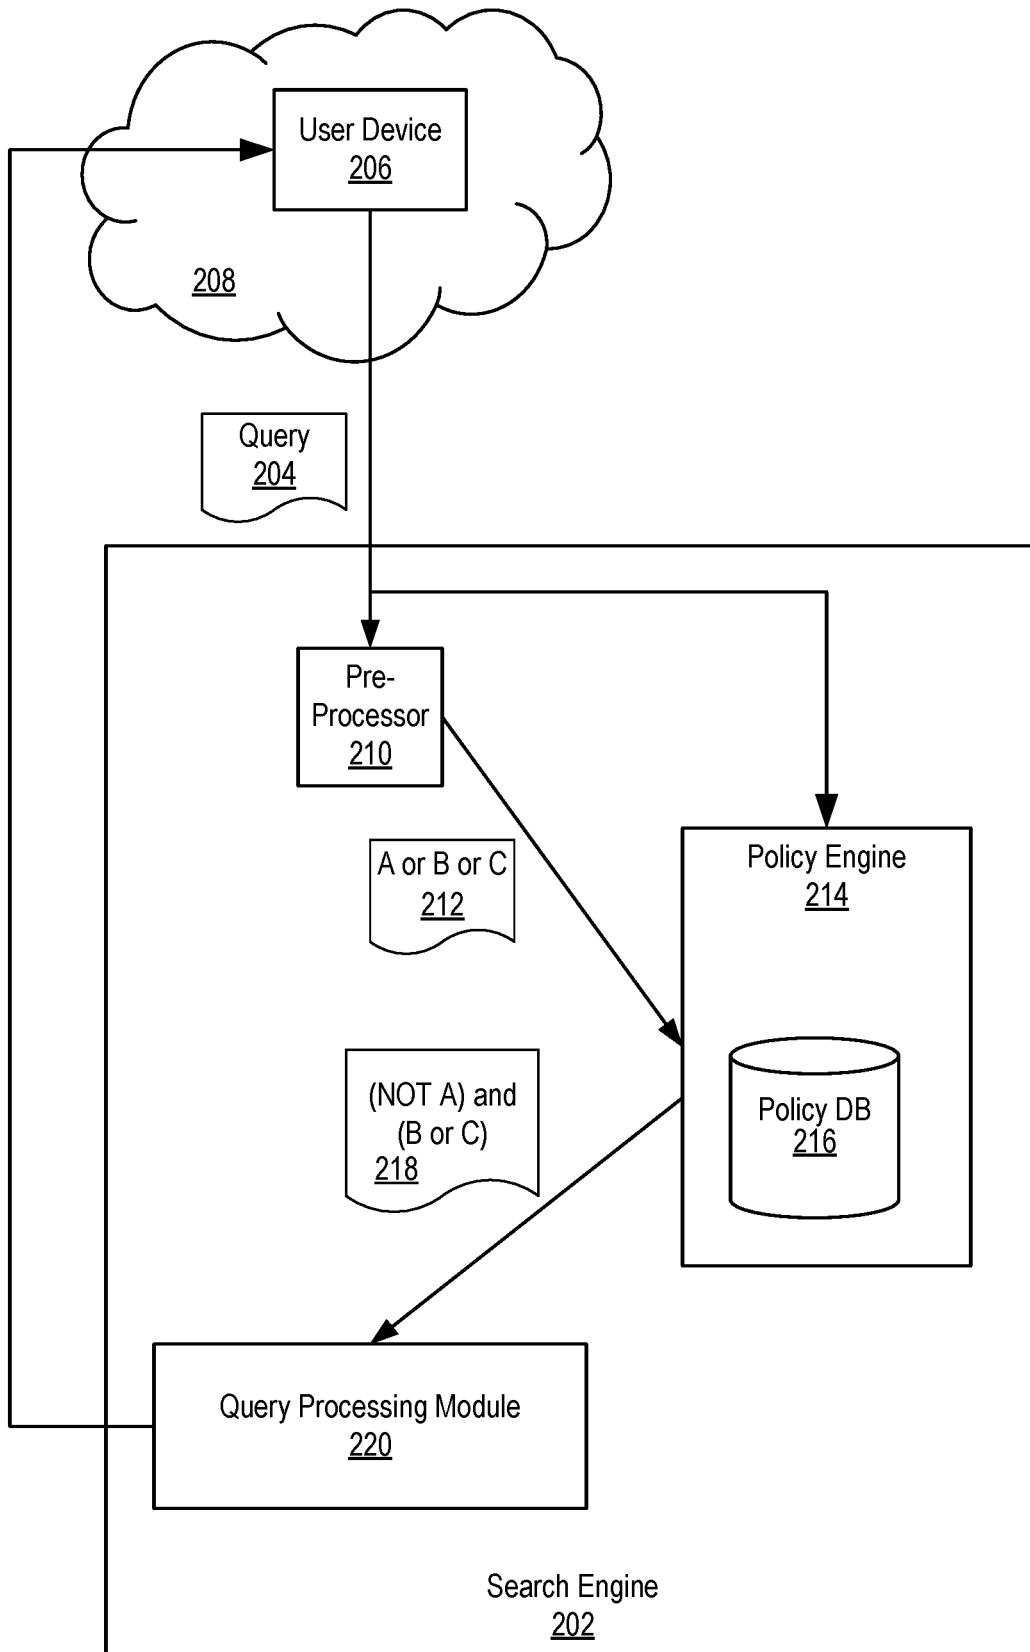 User Device
206
208
Query
204
Pre-
Processor
210
A or B or C
212
Policy Engine
214
(NOT A) and
(B or C)
218
Policy DB
216
Query Processing Module
220
Search Engine
202